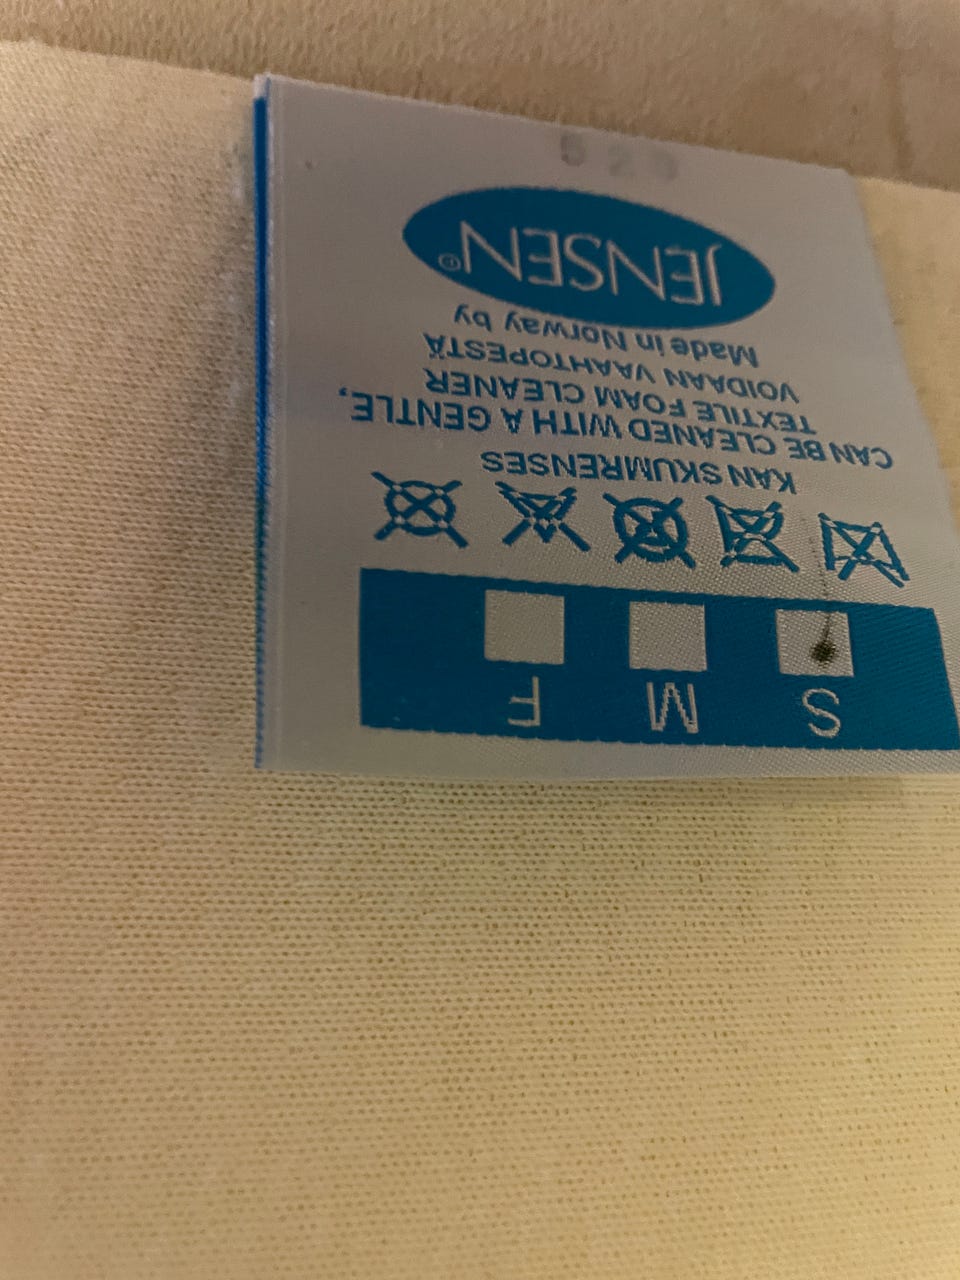 S M F
KAN SKUMRENSES
CAN BE CLEANED WITH A GENTLE,
TEXTILE FOAM CLEANER
VOIDAAN VAAHTOPESTÄ
Made in Norway by
JENSEN®